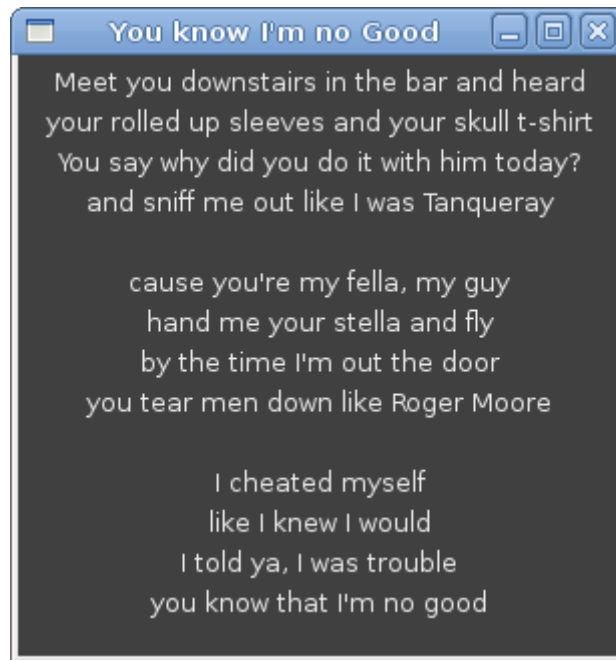 You know I'm no Good
Meet you downstairs in the bar and heard
your rolled up sleeves and your skull t-shirt
You say why did you do it with him today?
and sniff me out like I was Tanqueray
cause you're my fella, my guy
hand me your stella and fly
by the time I'm out the door
you tear men down like Roger Moore
I cheated myself
like I knew I would
I told ya, I was trouble
you know that I'm no good